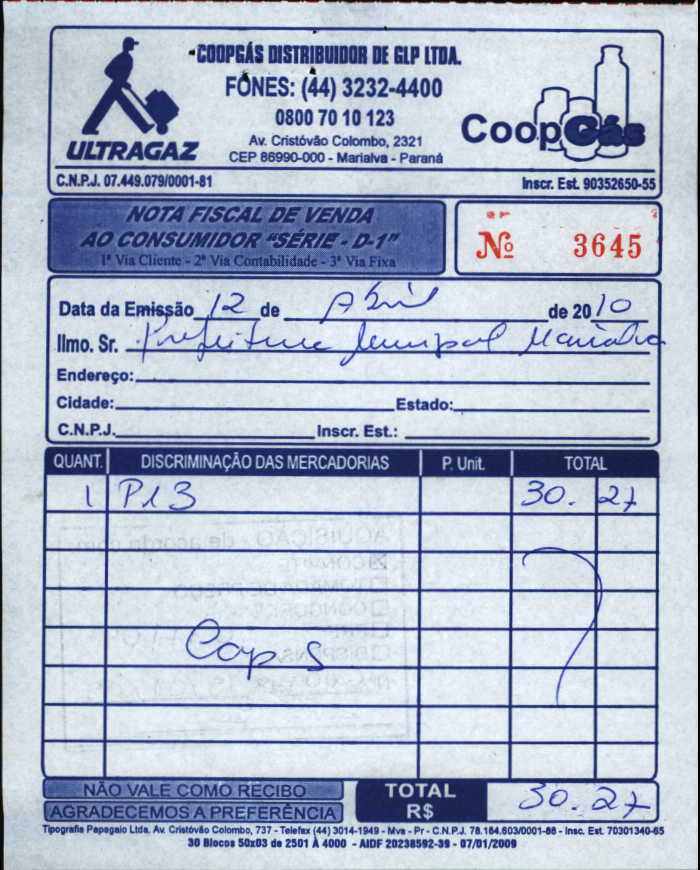 COOPGÁS DISTRIBUIDOR DE GLP LTDA.
FONES: (44) 3232-4400
0800 70 10 123
Av. Cristóvão Colombo, 2321
CEP 86990-000 - Marialva - Paraná
ULTRAGAZ
CoopGás
C.N.P.J. 07.449.079/0001-81 Inscr. Est. 90352650-55
NOTA FISCAL DE VENDA
AO CONSUMIDOR "SÉRIE - D-1"
1ª Via Cliente - 2ª Via Contabilidade - 3ª Via Fixa
Nº 3645
Data da Emissão 12 de Abril de 2010
Ilmo. Sr. Prefeitura Municipal Marialva
Endereço:
Cidade: Estado:
C.N.P.J. Inscr. Est.:
QUANT. DISCRIMINAÇÃO DAS MERCADORIAS P. Unit. TOTAL
1 P13 30. 27
AQUISIÇÃO - de acordo com
NÃO VALE COMO RECIBO
AGRADECEMOS A PREFERÊNCIA
TOTAL R$ 30.27
Tipografia Papagaio Ltda. Av. Cristóvão Colombo, 737 - Telefax (44) 3014-1949 - Mva - Pr - C.N.P.J. 78.184.603/0001-86 - Insc. Est. 70301340-65
30 Blocos 50x03 de 2501 À 4000 - AIDF 20238592-39 - 07/01/2009